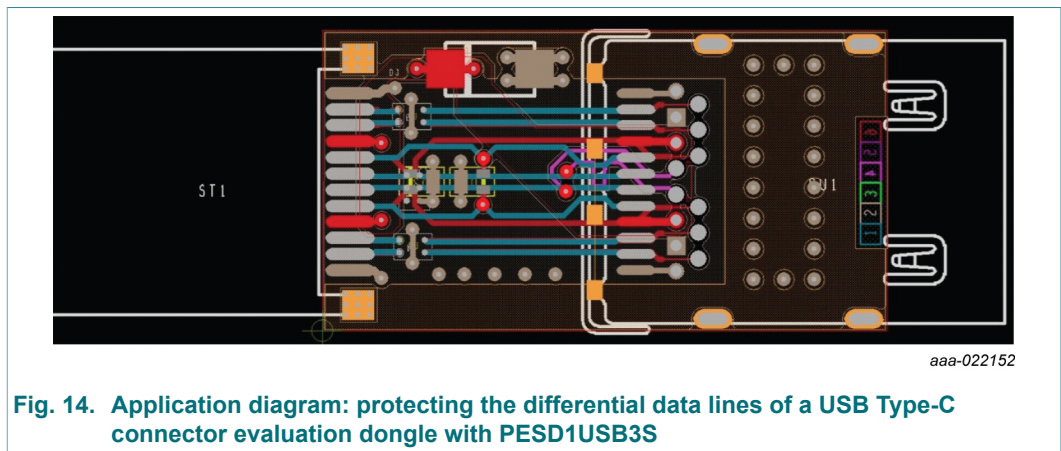 D3
ST1
1 2 3 4 5 6
aaa-022152
Fig. 14. Application diagram: protecting the differential data lines of a USB Type-C
connector evaluation dongle with PESD1USB3S